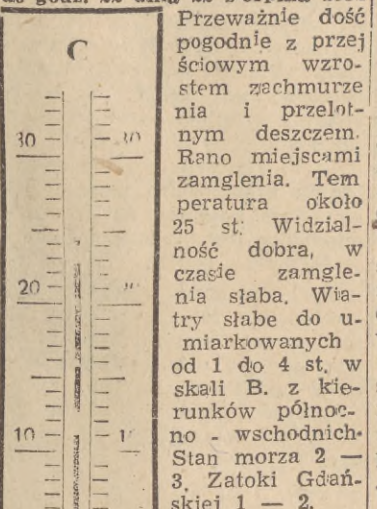 Przeważnie dość
pogodnie z przej
ściowym wzro-
stem zachmurze
nia i przelot-
nym deszczem.
Rano miejscami
zamglenia. Tem
peratura około
25 st. Widzial-
ność dobra, w
czasie zamgle-
nia słaba. Wia-
try słabe do u-
miarkowanych
od 1 do 4 st. w
skali B. z kie-
runków północ-
no - wschodnich.
Stan morza 2 —
3. Zatoki Gdań-
skiej 1 — 2.
C
30 30
20
10